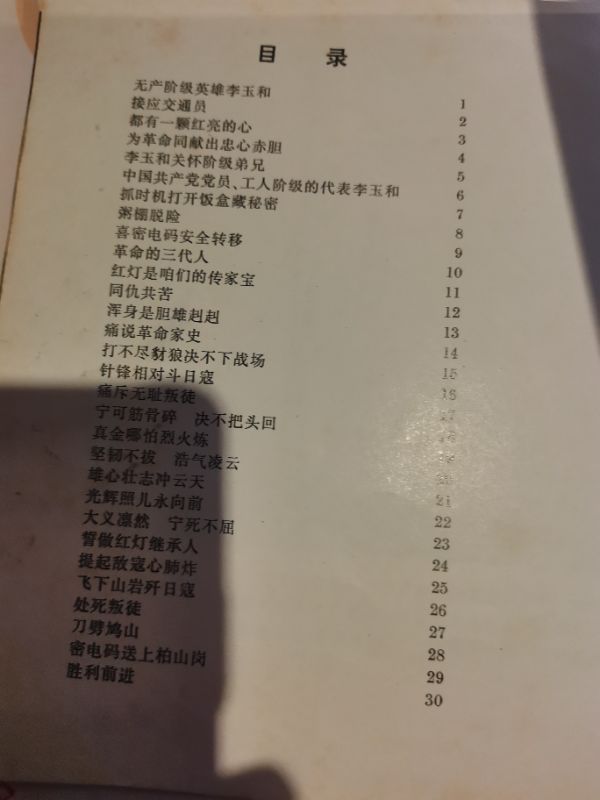 目 录
无产阶级英雄李玉和 1
接应交通员 2
都有一颗红亮的心 3
为革命同献出忠心赤胆 4
李玉和关怀阶级弟兄 5
中国共产党党员、工人阶级的代表李玉和 6
抓时机打开饭盒藏秘密 7
粥棚脱险 8
喜密电码安全转移 9
革命的三代人 10
红灯是咱们的传家宝 11
同仇共苦 12
浑身是胆雄赳赳 13
痛说革命家史 14
打不尽豺狼决不下战场 15
针锋相对斗日寇 16
痛斥无耻叛徒 17
宁可筋骨碎 决不把头回 18
真金哪怕烈火炼 19
坚韧不拔 浩气凌云 20
雄心壮志冲云天 21
光辉照儿永向前 22
大义凛然 宁死不屈 23
誓做红灯继承人 24
提起敌寇心肺炸 25
飞下山岩歼日寇 26
处死叛徒 27
刀劈鸠山 28
密电码送上柏山岗 29
胜利前进 30